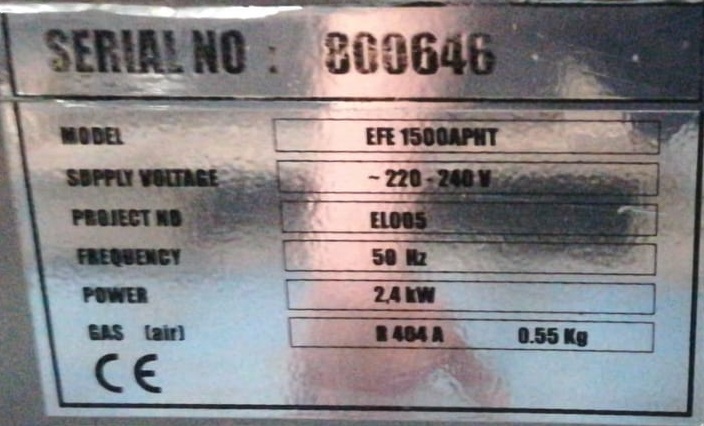 SERIAL NO : 800646
MODEL EFE 1500APHT
SUPPLY VOLTAGE ~ 220 - 240 V
PROJECT NO EL005
FREQUENCY 50 Hz
POWER 2,4 kW
GAS (air) R 404 A 0.55 Kg
CE